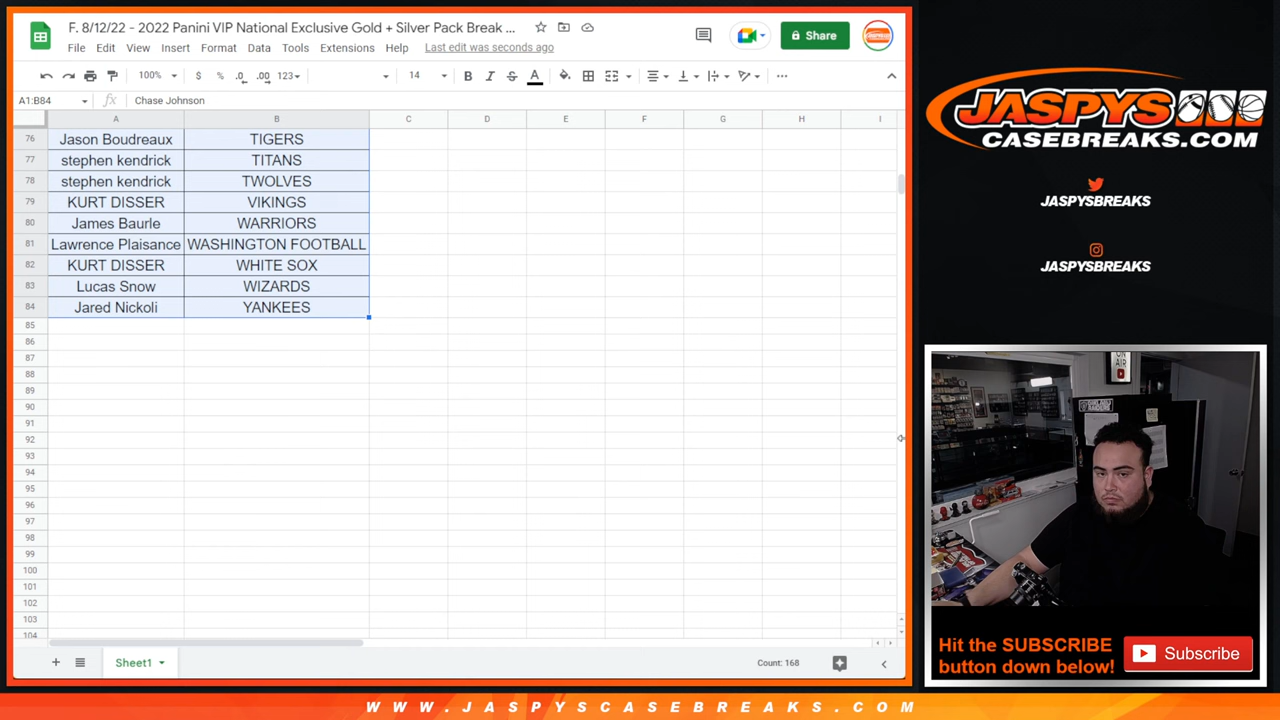 F. 8/12/22 - 2022 Panini VIP National Exclusive Gold + Silver Pack Break ...
File Edit View Insert Format Data Tools Extensions Help Last edit was seconds ago
Share
100% $ % .0 .00 123 14 B I S A
A1:B84 fx Chase Johnson
A B C D E F G H I
76 Jason Boudreaux TIGERS
77 stephen kendrick TITANS
78 stephen kendrick TWOLVES
79 KURT DISSER VIKINGS
80 James Baurle WARRIORS
81 Lawrence Plaisance WASHINGTON FOOTBALL
82 KURT DISSER WHITE SOX
83 Lucas Snow WIZARDS
84 Jared Nickoli YANKEES
85
86
87
88
89
90
91
92
93
94
95
96
97
98
99
100
101
102
103
104
Sheet1
Count: 168
JASPYS
CASEBREAKS.COM
JASPYSBREAKS
JASPYSBREAKS
ON
AIR
Hit the SUBSCRIBE
button down below!
Subscribe
WWW.JASPYSCASEBREAKS.COM